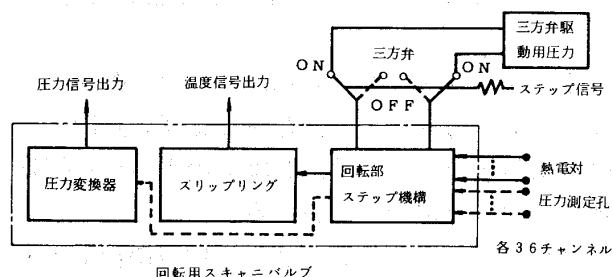 三方弁駆
動用圧力
三方弁
ON
ON
OFF
ステップ信号
圧力信号出力
温度信号出力
圧力変換器
スリップリング
回転部
ステップ機構
熱電対
圧力測定孔
各36チャンネル
回転用スキャニバルブ